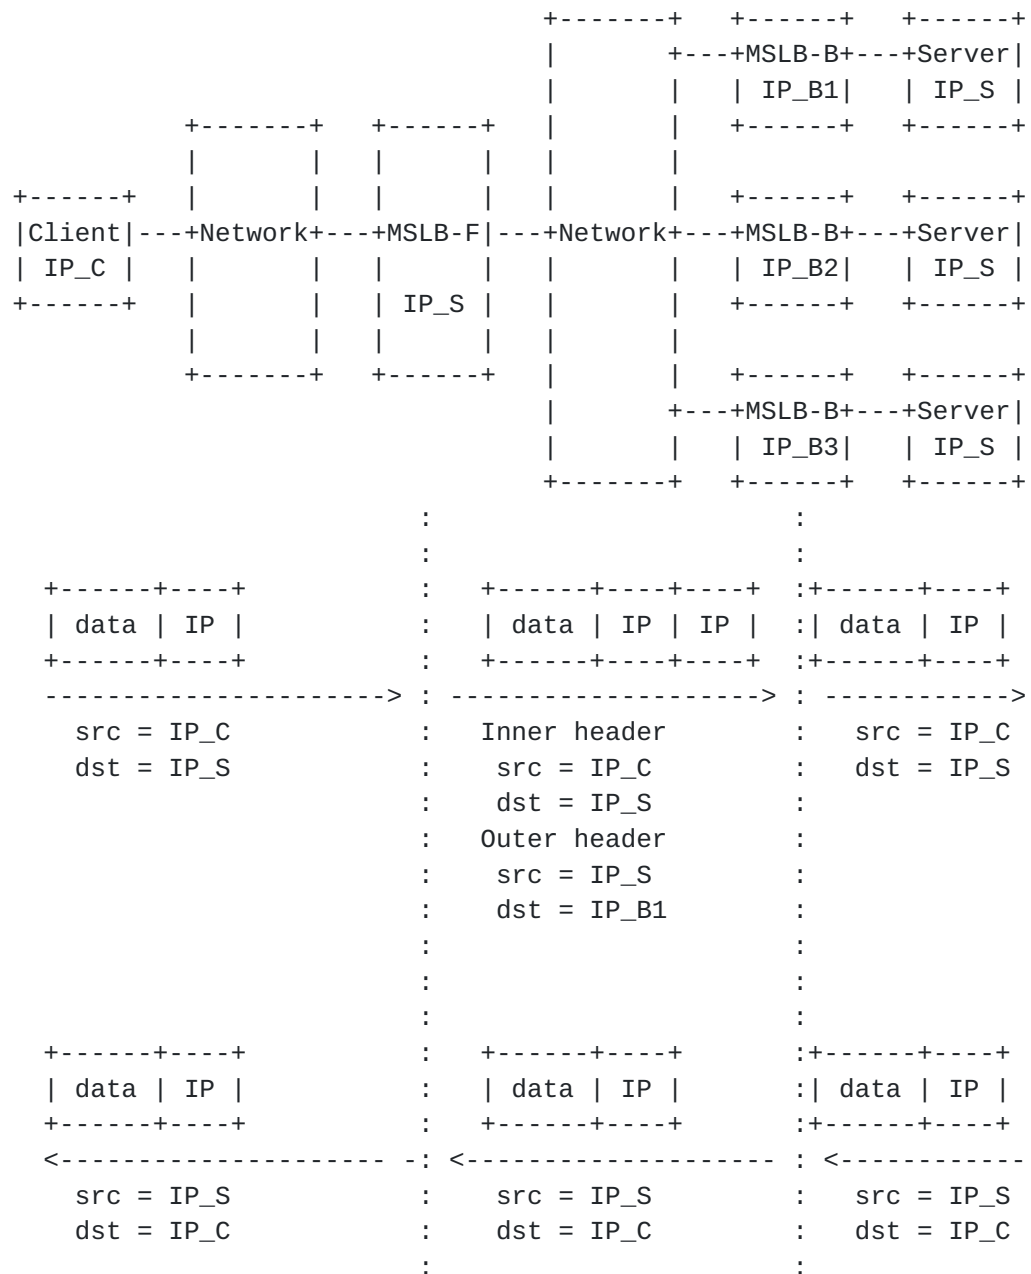 +-------+   +------+   +------+
                                  |       +---+MSLB-B+---+Server|
                                  |       |   | IP_B1|   | IP_S |
           +-------+   +------+   |       |   +------+   +------+
           |       |   |      |   |       |
+------+   |       |   |      |   |       |   +------+   +------+
|Client|---+Network+---+MSLB-F|---+Network+---+MSLB-B+---+Server|
| IP_C |   |       |   |      |   |       |   | IP_B2|   | IP_S |
+------+   |       |   | IP_S |   |       |   +------+   +------+
           |       |   |      |   |       |
           +-------+   +------+   |       |   +------+   +------+
                                  |       +---+MSLB-B+---+Server|
                                  |       |   | IP_B3|   | IP_S |
                                  +-------+   +------+   +------+
                          :                       :
                          :                       :
  +------+----+           :   +------+----+----+  :+------+----+
  | data | IP |           :   | data | IP | IP |  :| data | IP |
  +------+----+           :   +------+----+----+  :+------+----+
  ----------------------> : --------------------> : ------------>
    src = IP_C            :   Inner header        :   src = IP_C
    dst = IP_S            :    src = IP_C         :   dst = IP_S
                          :    dst = IP_S         :
                          :   Outer header        :
                          :    src = IP_S         :
                          :    dst = IP_B1        :
                          :                       :
                          :                       :
                          :                       :
  +------+----+           :   +------+----+       :+------+----+
  | data | IP |           :   | data | IP |       :| data | IP |
  +------+----+           :   +------+----+       :+------+----+
  <--------------------- -: <-------------------- : <------------
    src = IP_S            :    src = IP_S         :   src = IP_S
    dst = IP_C            :    dst = IP_C         :   dst = IP_C
                          :                       :